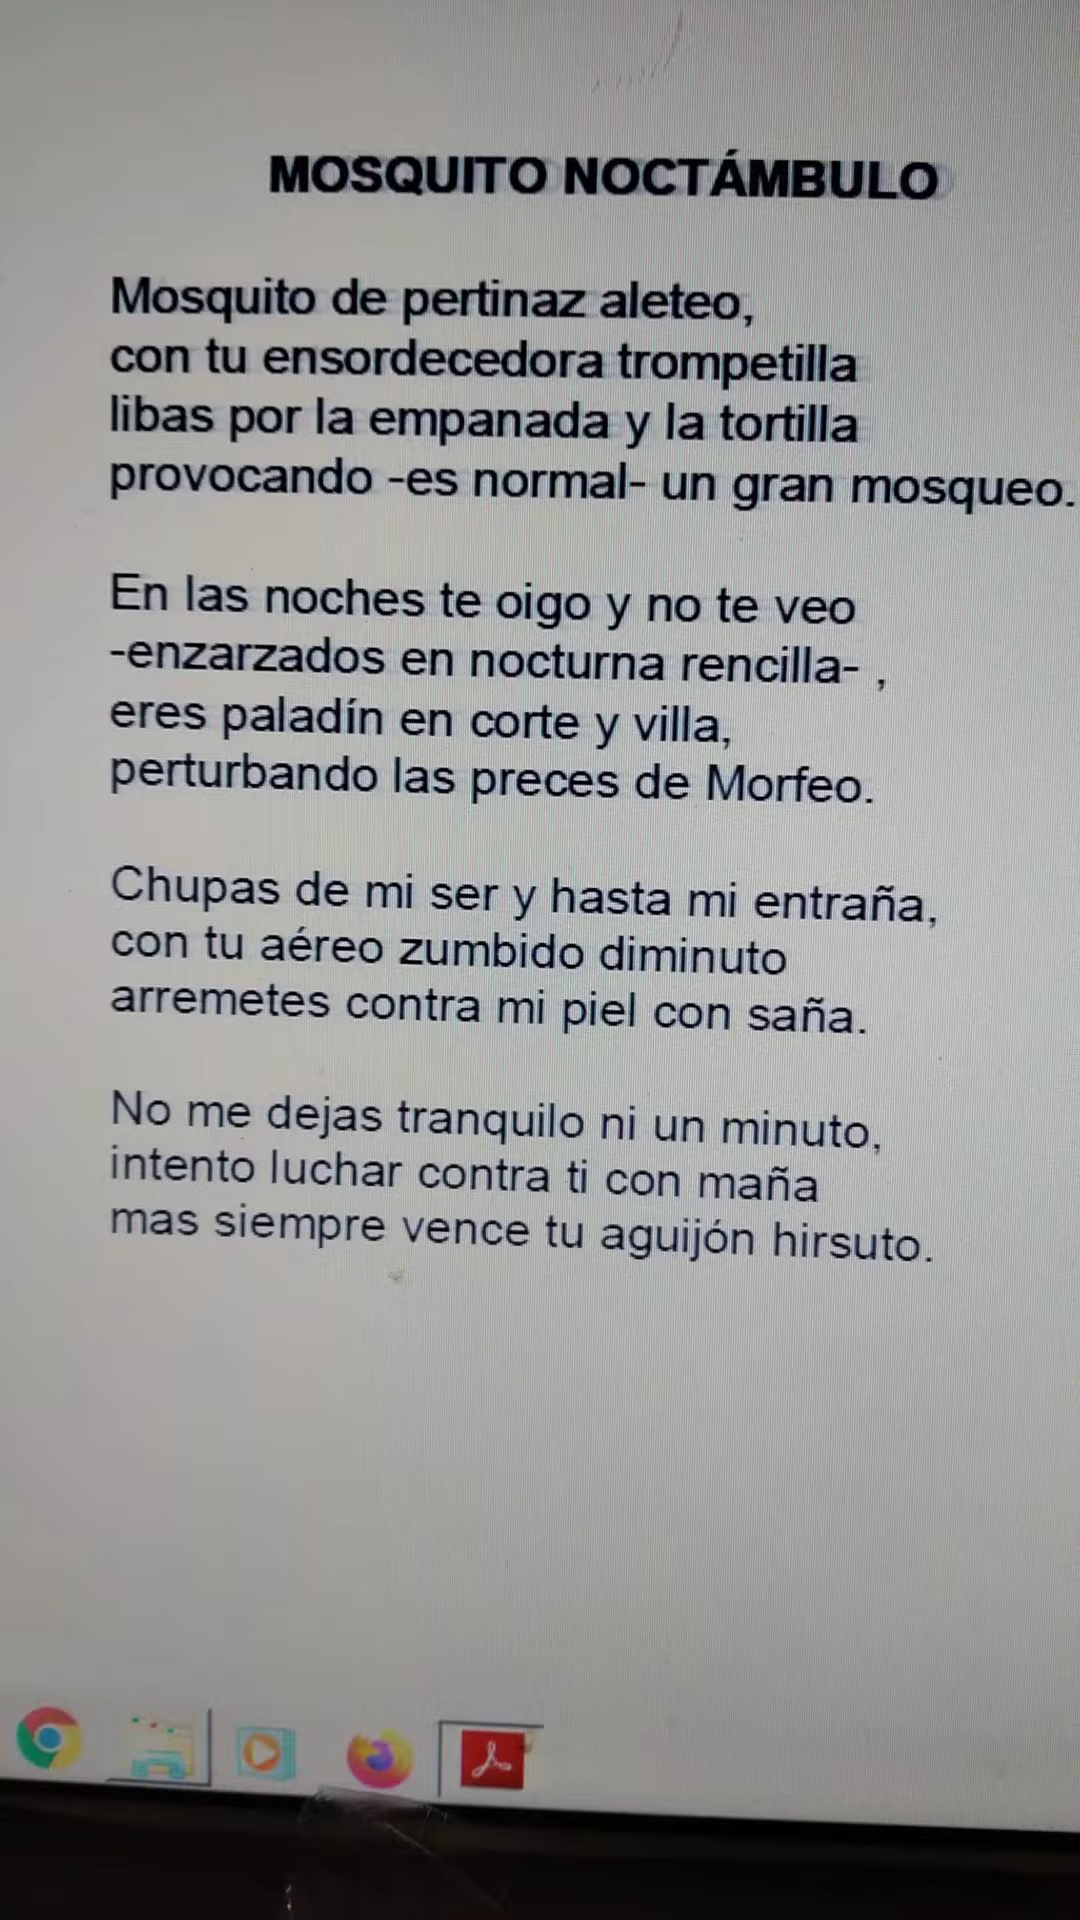 MOSQUITO NOCTÁMBULO
Mosquito de pertinaz aleteo,
con tu ensordecedora trompetilla
libas por la empanada y la tortilla
provocando -es normal- un gran mosqueo.
En las noches te oigo y no te veo
-enzarzados en nocturna rencilla- ,
eres paladín en corte y villa,
perturbando las preces de Morfeo.
Chupas de mi ser y hasta mi entraña,
con tu aéreo zumbido diminuto
arremetes contra mi piel con saña.
No me dejas tranquilo ni un minuto,
intento luchar contra ti con maña
mas siempre vence tu aguijón hirsuto.